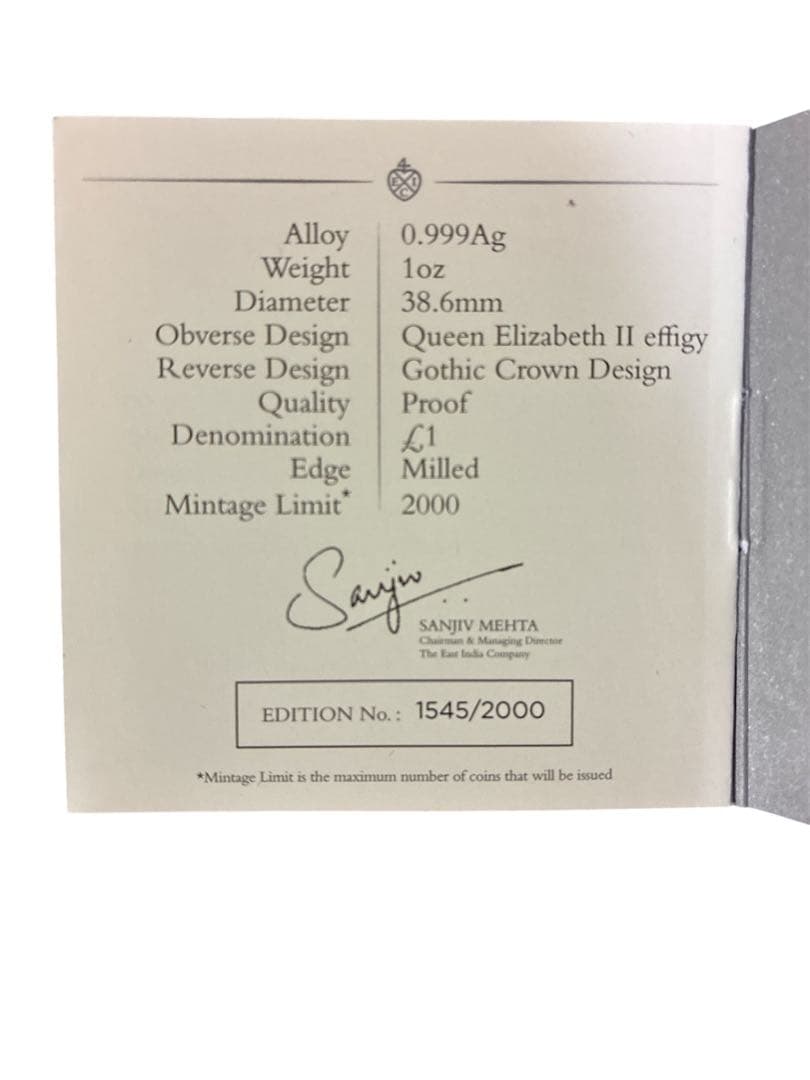 4
E I
C
Alloy 0.999Ag
Weight 1oz
Diameter 38.6mm
Obverse Design Queen Elizabeth II effigy
Reverse Design Gothic Crown Design
Quality Proof
Denomination £1
Edge Milled
Mintage Limit* 2000
Sanjiv
SANJIV MEHTA
Chairman & Managing Director
The East India Company
EDITION No.: 1545/2000
*Mintage Limit is the maximum number of coins that will be issued